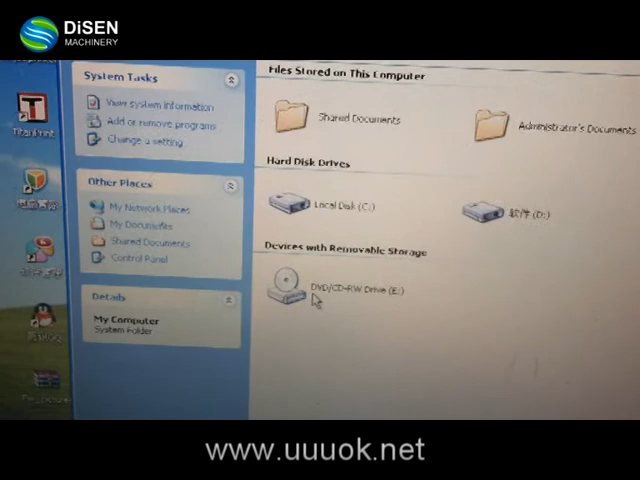 DiSEN
MACHINERY
System Tasks
View system information
Add or remove programs
Change a setting
Other Places
My Network Places
My Documents
Shared Documents
Control Panel
Details
My Computer
System Folder
Files Stored on This Computer
Shared Documents
Administrator's Documents
Hard Disk Drives
Local Disk (C:)
软件 (D:)
Devices with Removable Storage
DVD/CD-RW Drive (E:)
TitanPrint
www.uuuok.net